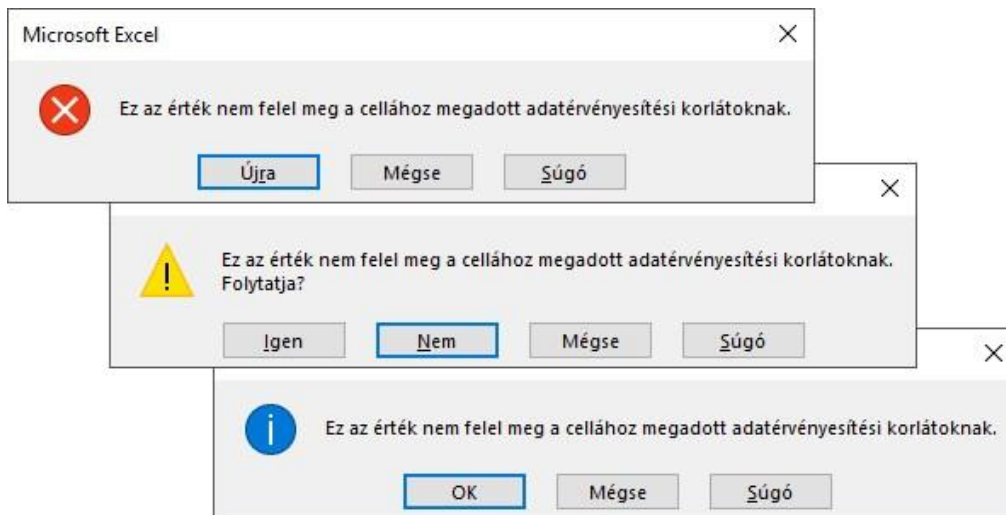 Microsoft Excel
Ez az érték nem felel meg a cellához megadott adatérvényesítési korlátoknak.
Újra Mégse Súgó
Ez az érték nem felel meg a cellához megadott adatérvényesítési korlátoknak.
Folytatja?
Igen Nem Mégse Súgó
Ez az érték nem felel meg a cellához megadott adatérvényesítési korlátoknak.
OK Mégse Súgó